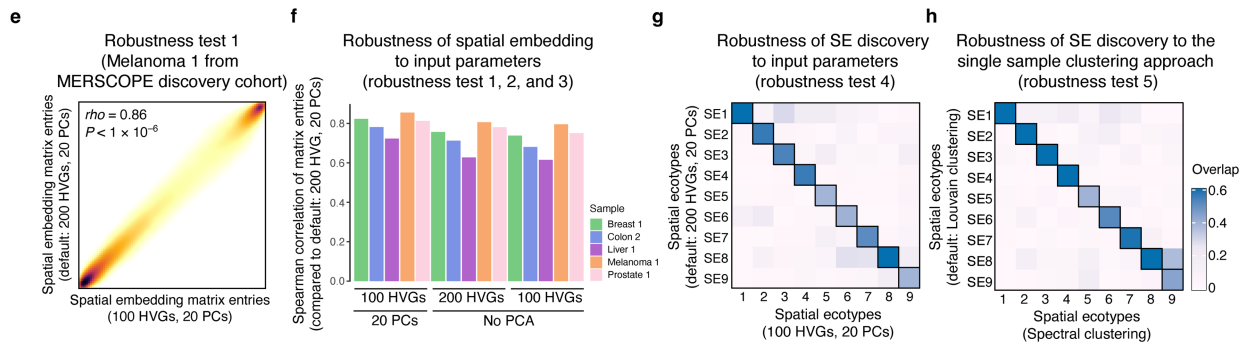 e
Robustness test 1
(Melanoma 1 from
MERSCOPE discovery cohort)
Spatial embedding matrix entries
(default: 200 HVGs, 20 PCs)
rho = 0.86
P < 1 × 10⁻⁶
Spatial embedding matrix entries
(100 HVGs, 20 PCs)
f
Robustness of spatial embedding
to input parameters
(robustness test 1, 2, and 3)
Spearman correlation of matrix entries
(compared to default: 200 HVG, 20 PCs)
0.8
0.6
0.4
0.2
0.0
Sample
Breast 1
Colon 2
Liver 1
Melanoma 1
Prostate 1
100 HVGs
200 HVGs
100 HVGs
20 PCs
No PCA
g
Robustness of SE discovery
to input parameters
(robustness test 4)
Spatial ecotypes
(default: 200 HVGs, 20 PCs)
SE1
SE2
SE3
SE4
SE5
SE6
SE7
SE8
SE9
1 2 3 4 5 6 7 8 9
Spatial ecotypes
(100 HVGs, 20 PCs)
h
Robustness of SE discovery to the
single sample clustering approach
(robustness test 5)
Spatial ecotypes
(default: Louvain clustering)
SE1
SE2
SE3
SE4
SE5
SE6
SE7
SE8
SE9
1 2 3 4 5 6 7 8 9
Spatial ecotypes
(Spectral clustering)
Overlap
0.6
0.4
0.2
0